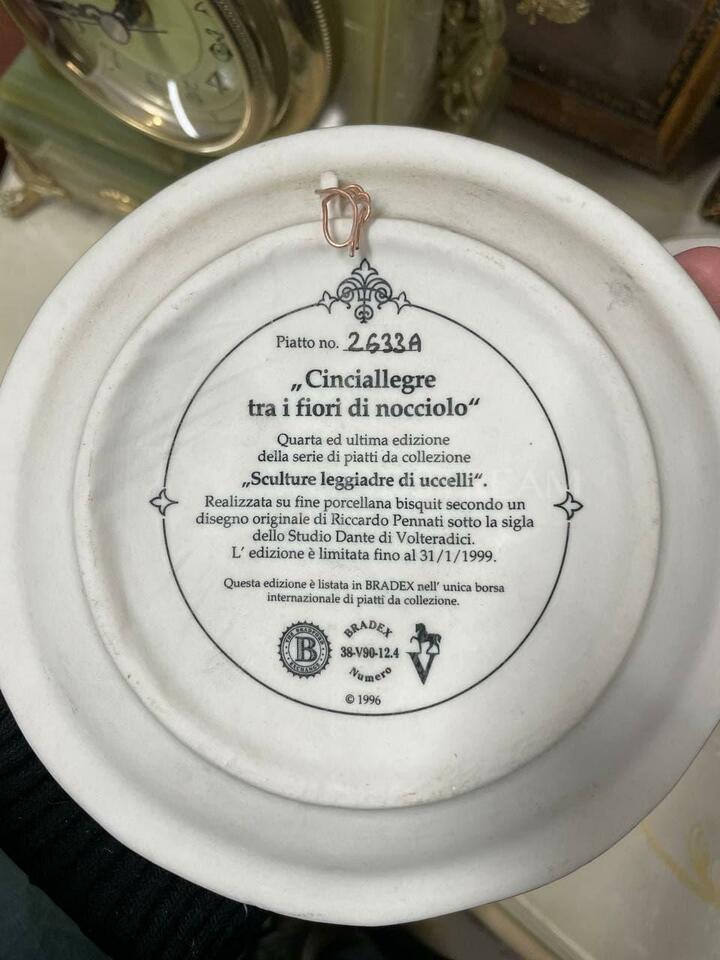 Piatto no. 2633A
„Cinciallegre
tra i fiori di nocciolo“
Quarta ed ultima edizione
della serie di piatti da collezione
„Sculture leggiadre di uccelli“.
Realizzata su fine porcellana bisquit secondo un
disegno originale di Riccardo Pennati sotto la sigla
dello Studio Dante di Volteradici.
L' edizione è limitata fino al 31/1/1999.
Questa edizione è listata in BRADEX nell' unica borsa
internazionale di piatti da collezione.
THE BRADFORD EXCHANGE
B
BRADEX
38-V90-12.4
Numero
V
© 1996